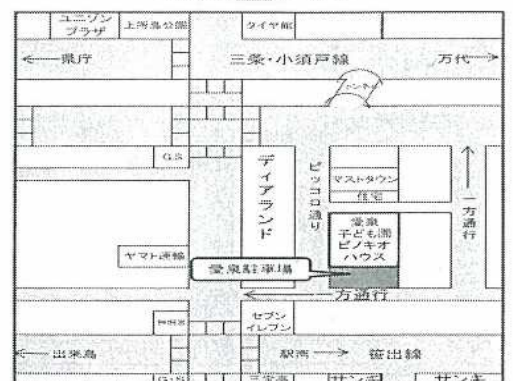 ユニゾン
プラザ
上所島公園
タイヤ館
←県庁
三条・小須戸線
万代→
G.S
ディアランド
ピッコロ通り
マストタウン
住宅
一方通行
愛泉
子ども園
ピノキオ
ハウス
ヤマト運輸
愛泉駐車場
一方通行
セブン
イレブン
←出来島
駅南→
笹出線
G.S
三宝亭